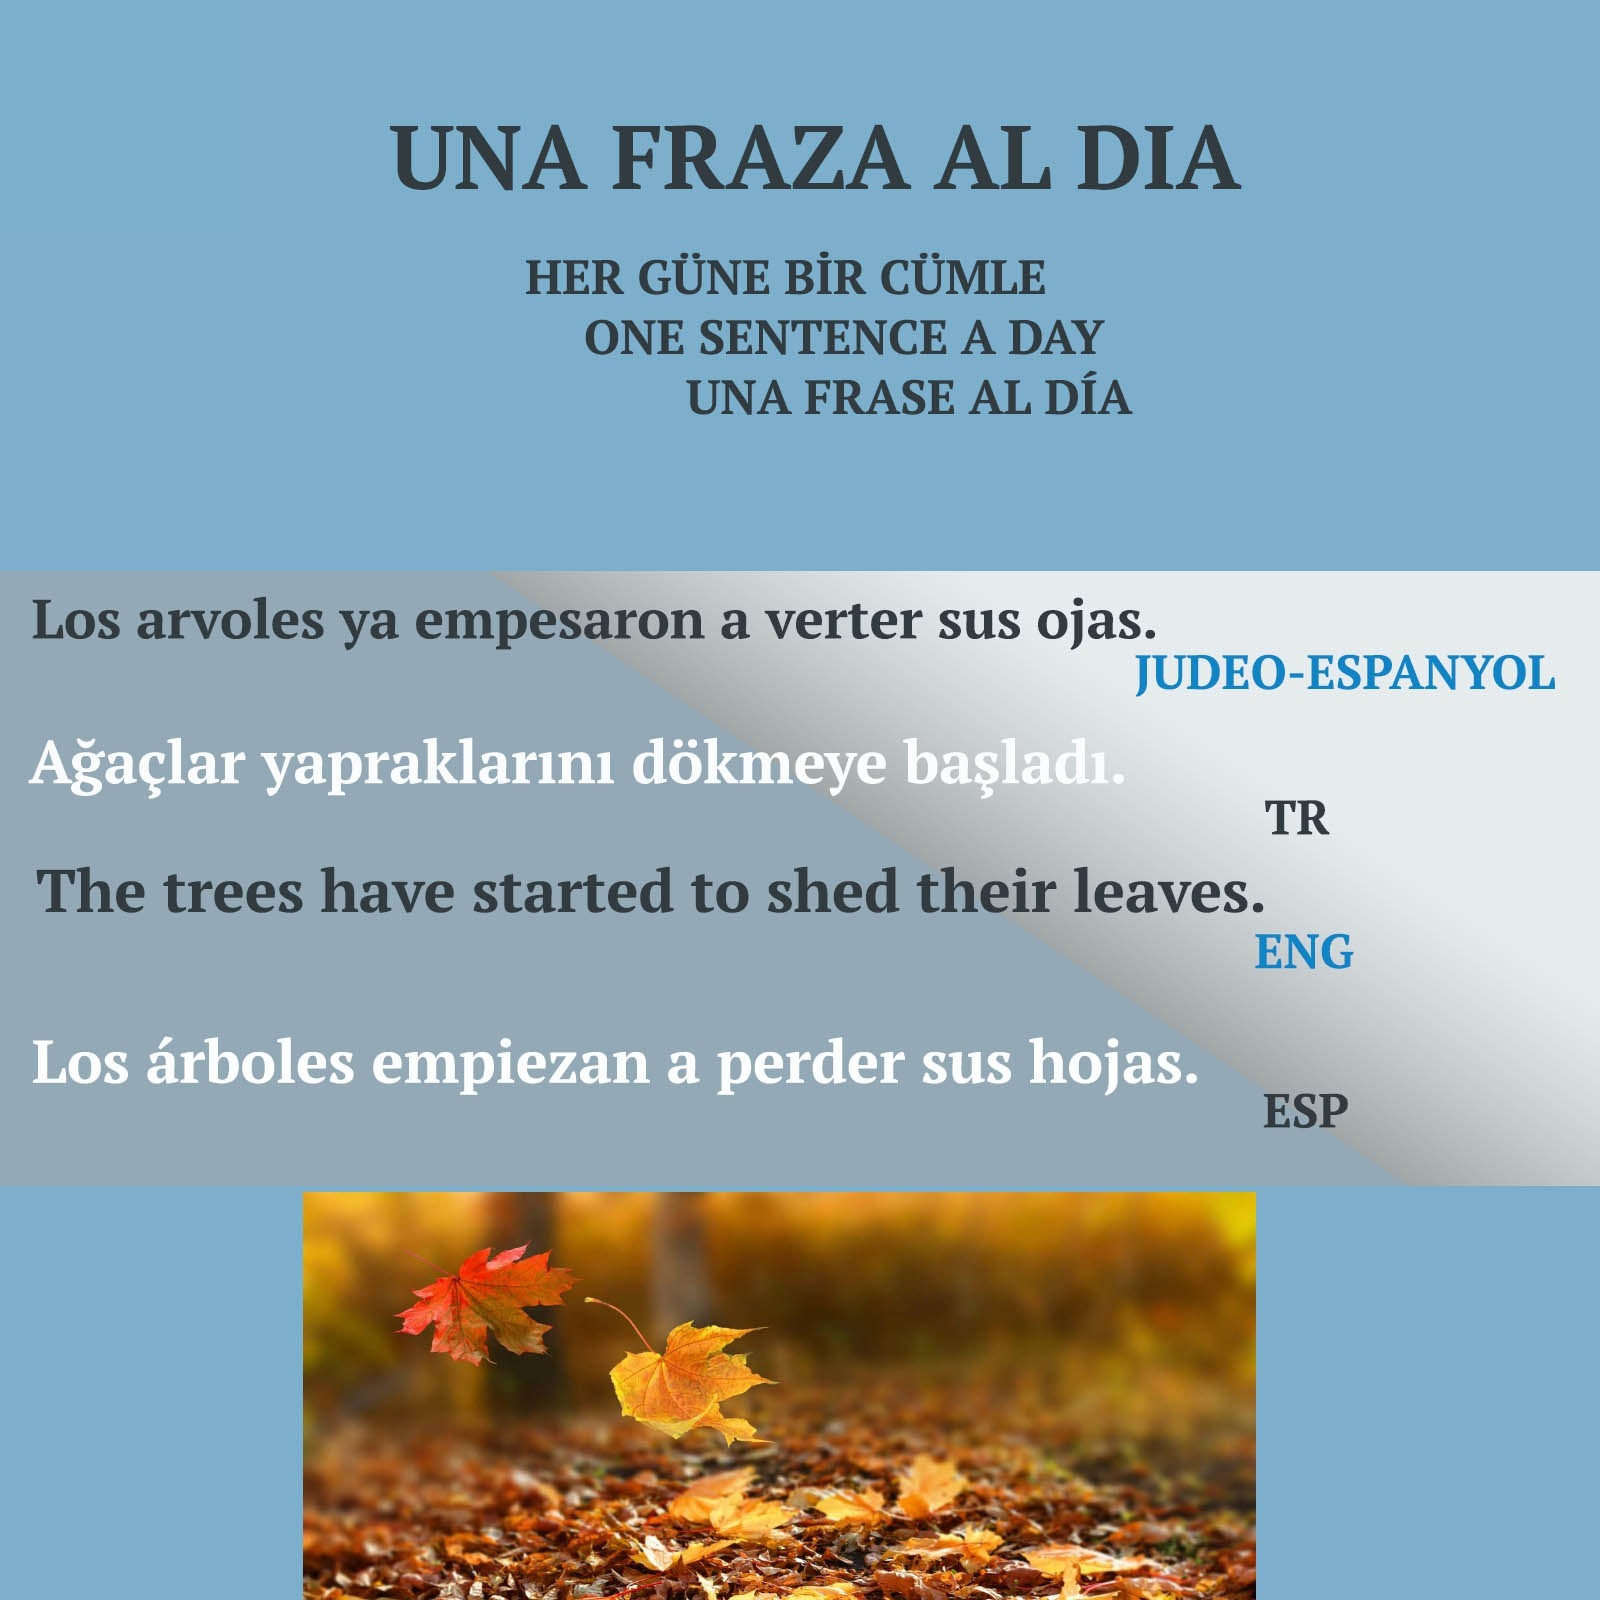 UNA FRAZA AL DIA
HER GÜNE BİR CÜMLE
ONE SENTENCE A DAY
UNA FRASE AL DÍA
Los arvoles ya empesaron a verter sus ojas.
JUDEO-ESPANYOL
Ağaçlar yapraklarını dökmeye başladı.
TR
The trees have started to shed their leaves.
ENG
Los árboles empiezan a perder sus hojas.
ESP